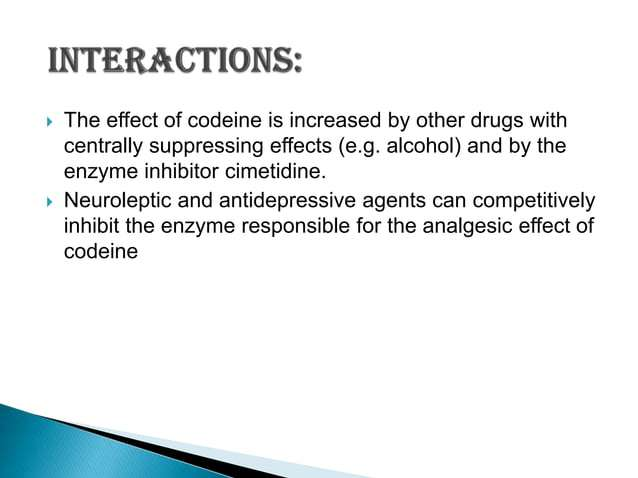 INTERACTIONS:
The effect of codeine is increased by other drugs with
centrally suppressing effects (e.g. alcohol) and by the
enzyme inhibitor cimetidine.
Neuroleptic and antidepressive agents can competitively
inhibit the enzyme responsible for the analgesic effect of
codeine